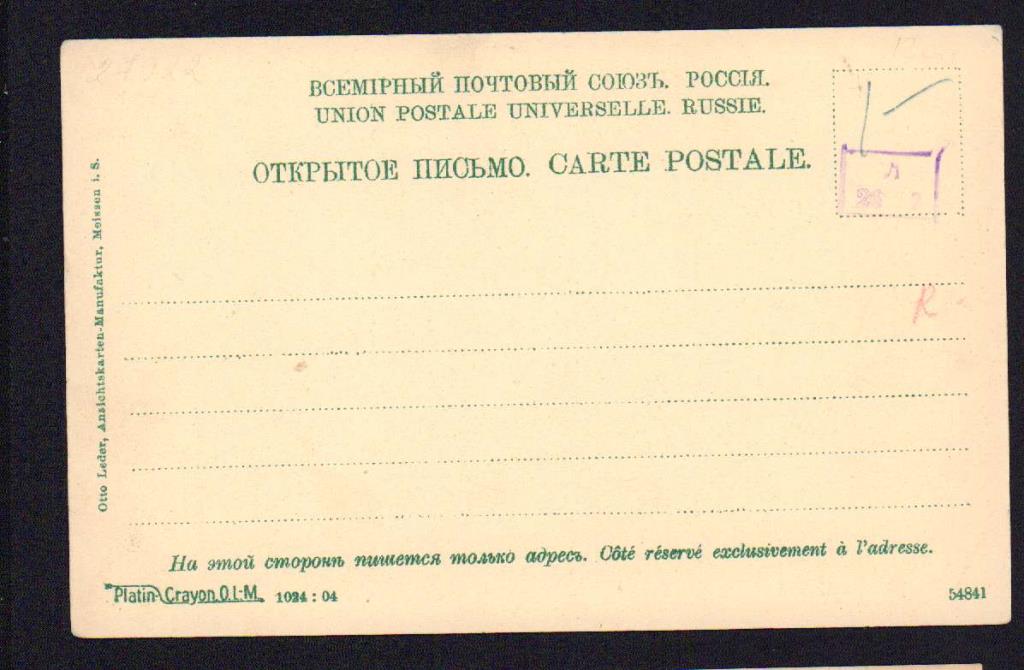 ВСЕМІРНЫЙ ПОЧТОВЫЙ СОЮЗЪ. РОССІЯ.
UNION POSTALE UNIVERSELLE. RUSSIE.
ОТКРЫТОЕ ПИСЬМО. CARTE POSTALE.
R
Otto Leder, Ansichtskarten-Manufaktur, Meissen i. S.
На этой сторонѣ пишется только адресъ. Côté réservé exclusivement à l'adresse.
Platin-Crayon O.L-M. 1024 : 04
54841